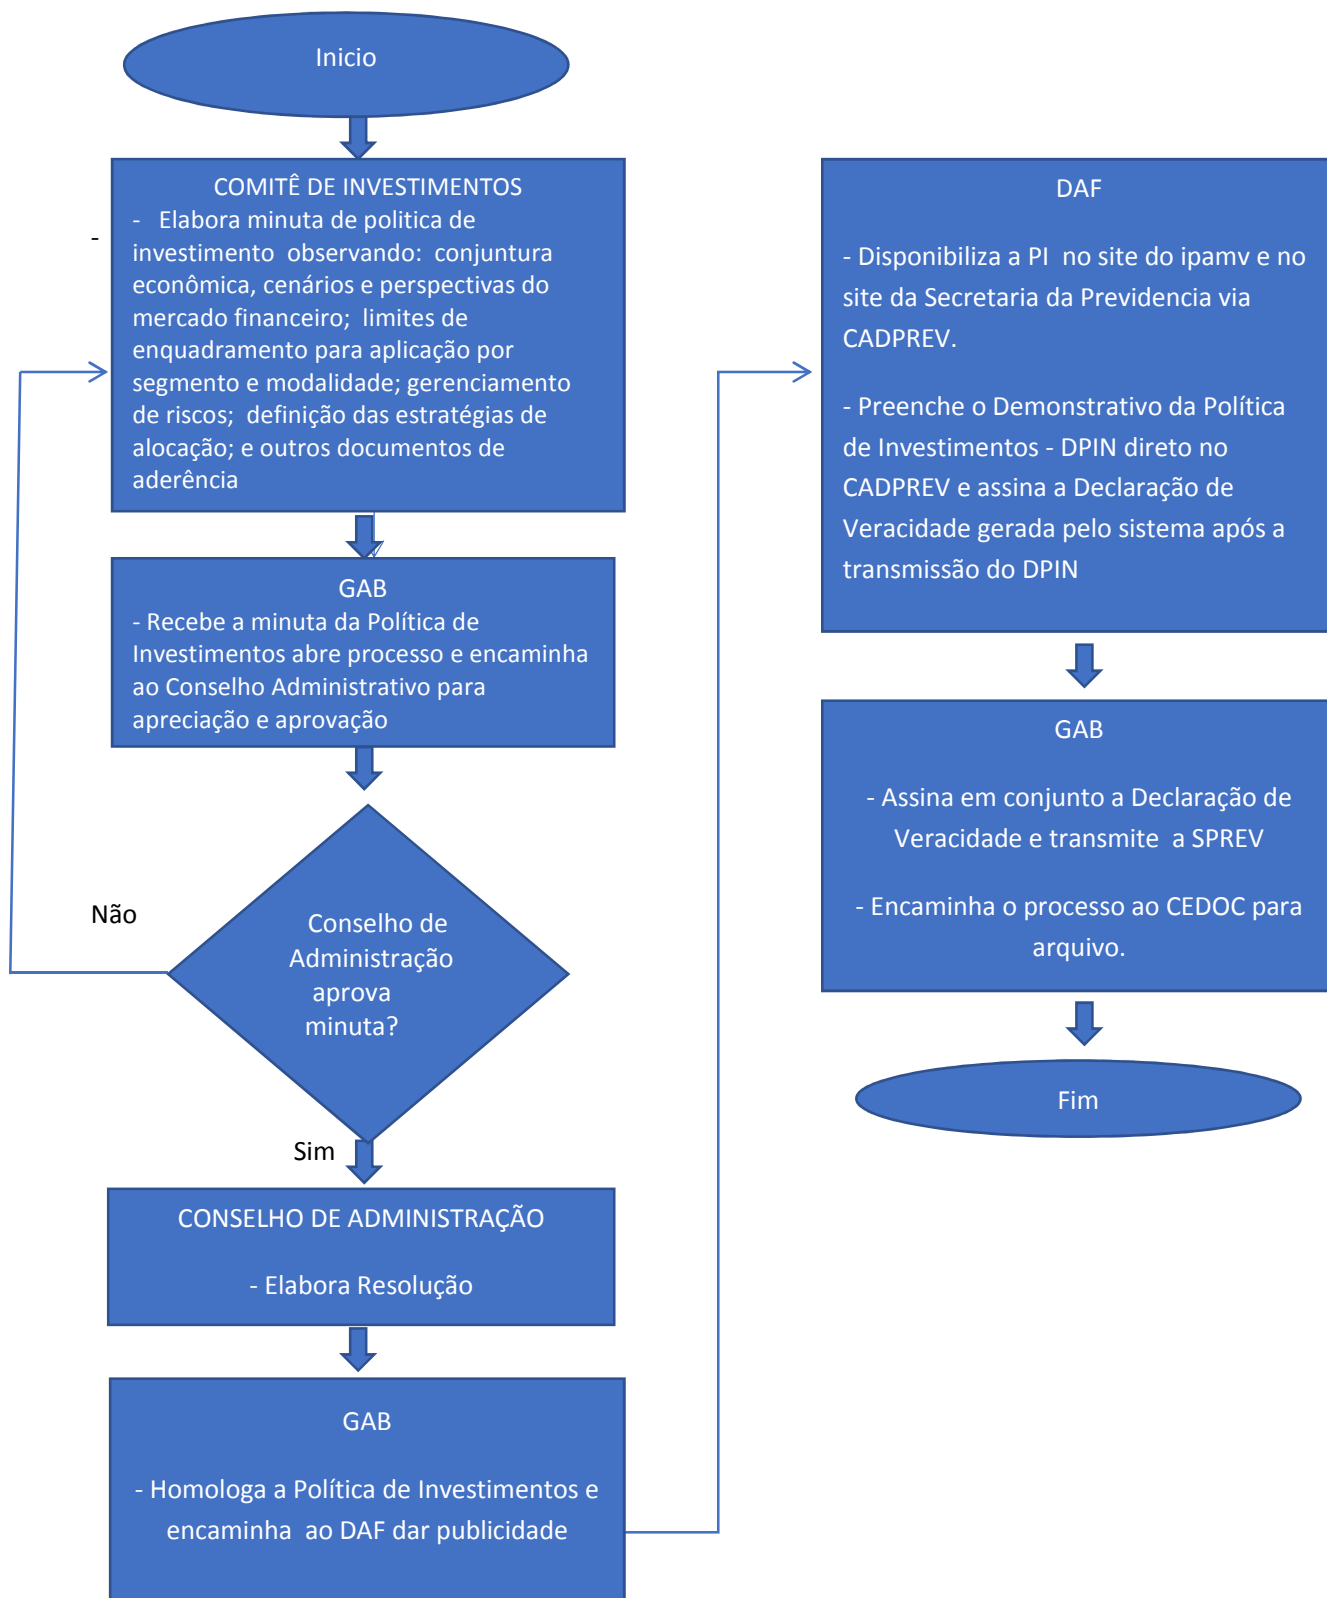 Inicio
COMITÊ DE INVESTIMENTOS
-
- Elabora minuta de politica de
investimento observando: conjuntura
econômica, cenários e perspectivas do
mercado financeiro; limites de
enquadramento para aplicação por
segmento e modalidade; gerenciamento
de riscos; definição das estratégias de
alocação; e outros documentos de
aderência
GAB
- Recebe a minuta da Política de
Investimentos abre processo e encaminha
ao Conselho Administrativo para
apreciação e aprovação
Não
Conselho de
Administração
aprova
minuta?
Sim
CONSELHO DE ADMINISTRAÇÃO
- Elabora Resolução
GAB
- Homologa a Política de Investimentos e
encaminha ao DAF dar publicidade
DAF
- Disponibiliza a PI no site do ipamv e no
site da Secretaria da Previdencia via
CADPREV.
- Preenche o Demonstrativo da Política
de Investimentos - DPIN direto no
CADPREV e assina a Declaração de
Veracidade gerada pelo sistema após a
transmissão do DPIN
GAB
- Assina em conjunto a Declaração de
Veracidade e transmite a SPREV
- Encaminha o processo ao CEDOC para
arquivo.
Fim